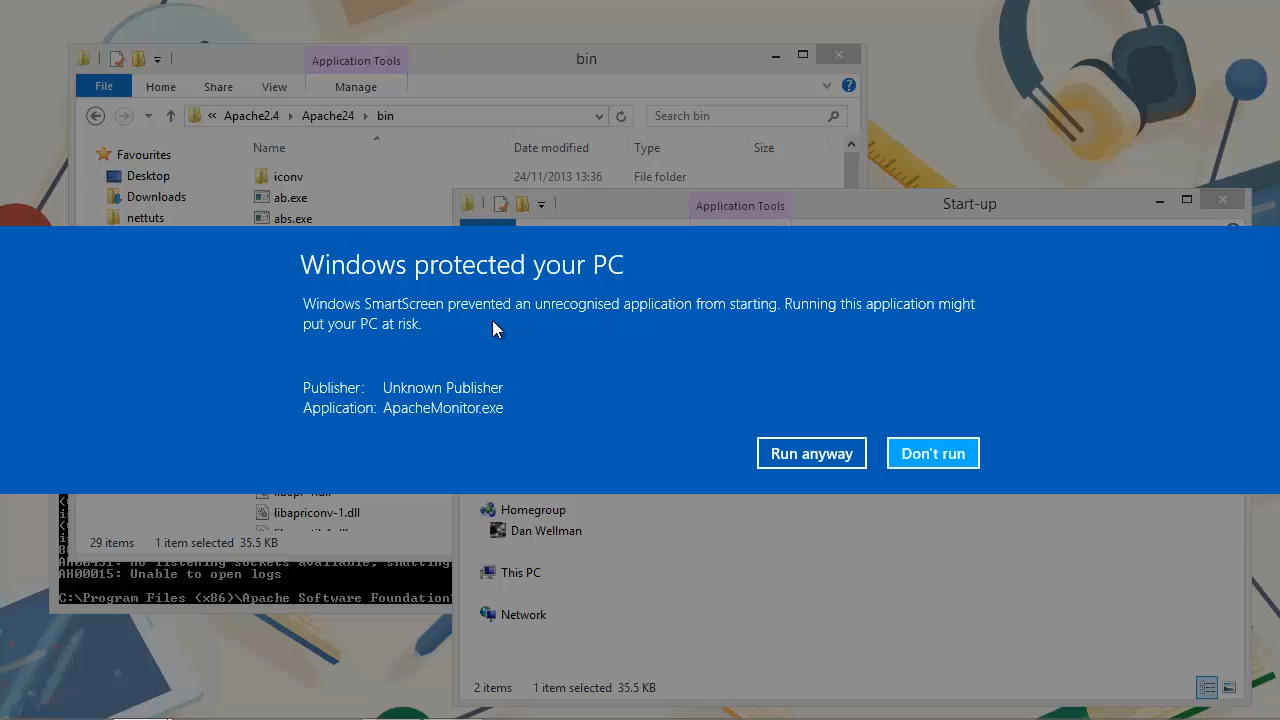 Application Tools
bin
File
Home
Share
View
Manage
Apache2.4
Apache24
bin
Search bin
Name
Date modified
Type
Size
Favourites
Desktop
Downloads
nettuts
iconv
24/11/2013 13:36
File folder
ab.exe
abs.exe
Application Tools
Start-up
Windows protected your PC
Windows SmartScreen prevented an unrecognised application from starting. Running this application might
put your PC at risk.
Publisher: Unknown Publisher
Application: ApacheMonitor.exe
Run anyway
Don't run
libapriconv-1.dll
29 items
1 item selected 35.5 KB
AH00015: Unable to open logs
C:\Program Files (x86)\Apache Software Foundation
Homegroup
Dan Wellman
This PC
Network
2 items
1 item selected 35.5 KB